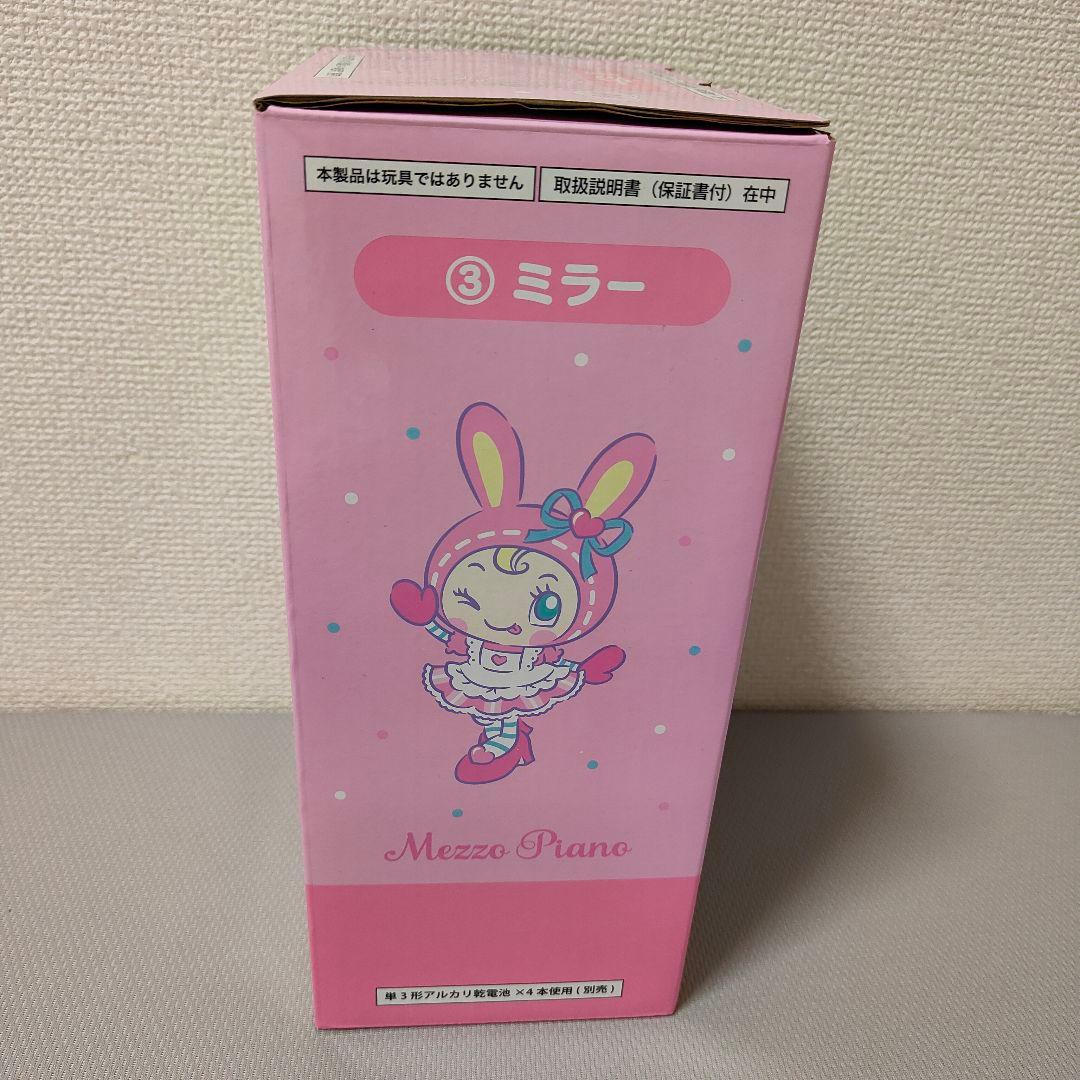 本製品は玩具ではありません
取扱説明書（保証書付）在中
③ ミラー
Mezzo Piano
単3形アルカリ乾電池×4本使用(別売)